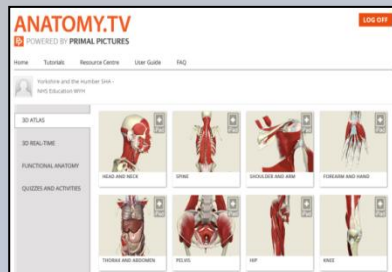 ANATOMY.TV
LOG OFF
POWERED BY PRIMAL PICTURES
Home Tutorials Resource Centre User Guide FAQ
Yorkshire and the Humber SHA -
NHS Education WYH
3D ATLAS
3D REAL-TIME
FUNCTIONAL ANATOMY
QUIZZES AND ACTIVITIES
HEAD AND NECK SPINE SHOULDER AND ARM FOREARM AND HAND
THORAX AND ABDOMEN PELVIS HIP KNEE